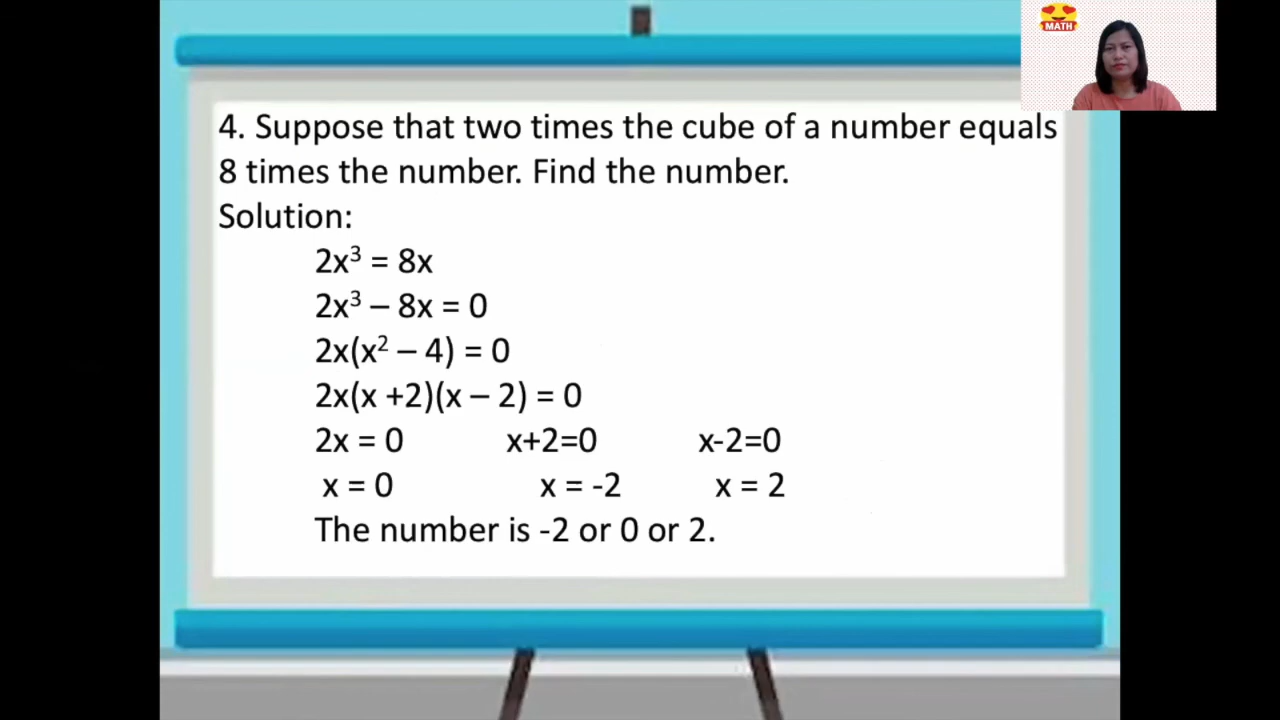 MATH
4. Suppose that two times the cube of a number equals
8 times the number. Find the number.
Solution:
2x³ = 8x
2x³ – 8x = 0
2x(x² – 4) = 0
2x(x +2)(x – 2) = 0
2x = 0 x+2=0 x-2=0
x = 0 x = -2 x = 2
The number is -2 or 0 or 2.